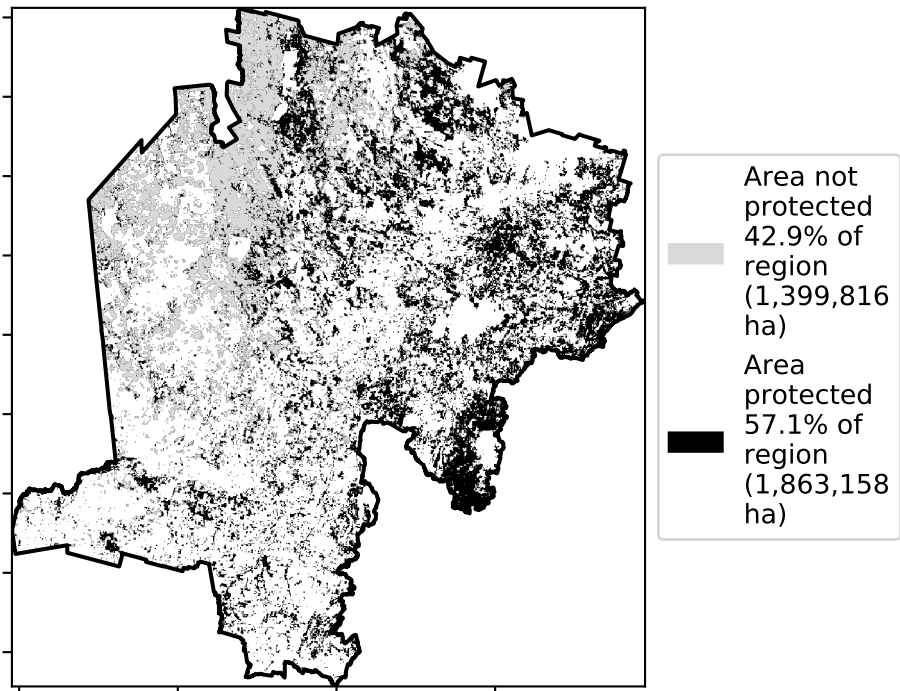 Area not
protected
42.9% of
region
(1,399,816
ha)
Area
protected
57.1% of
region
(1,863,158
ha)